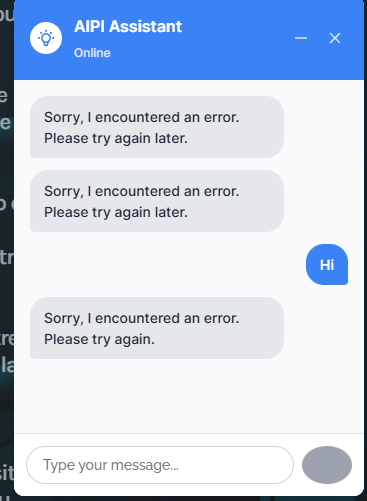 AIPI Assistant
Online
Sorry, I encountered an error.
Please try again later.
Sorry, I encountered an error.
Please try again later.
Hi
Sorry, I encountered an error.
Please try again.
Type your message...